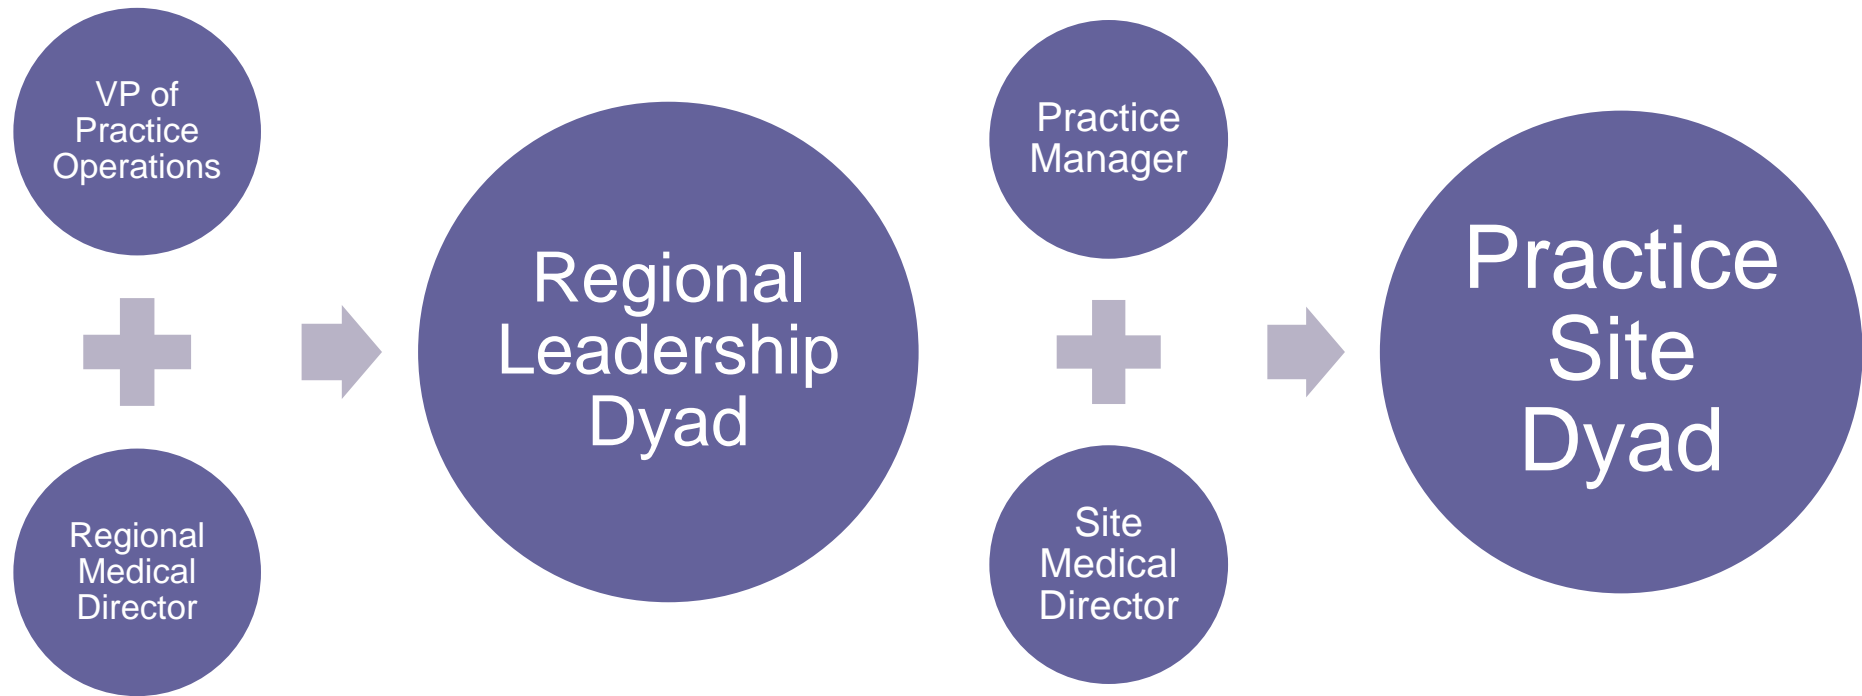 VP of
Practice
Operations
Regional
Medical
Director
Regional
Leadership
Dyad
Practice
Manager
Site
Medical
Director
Practice
Site
Dyad